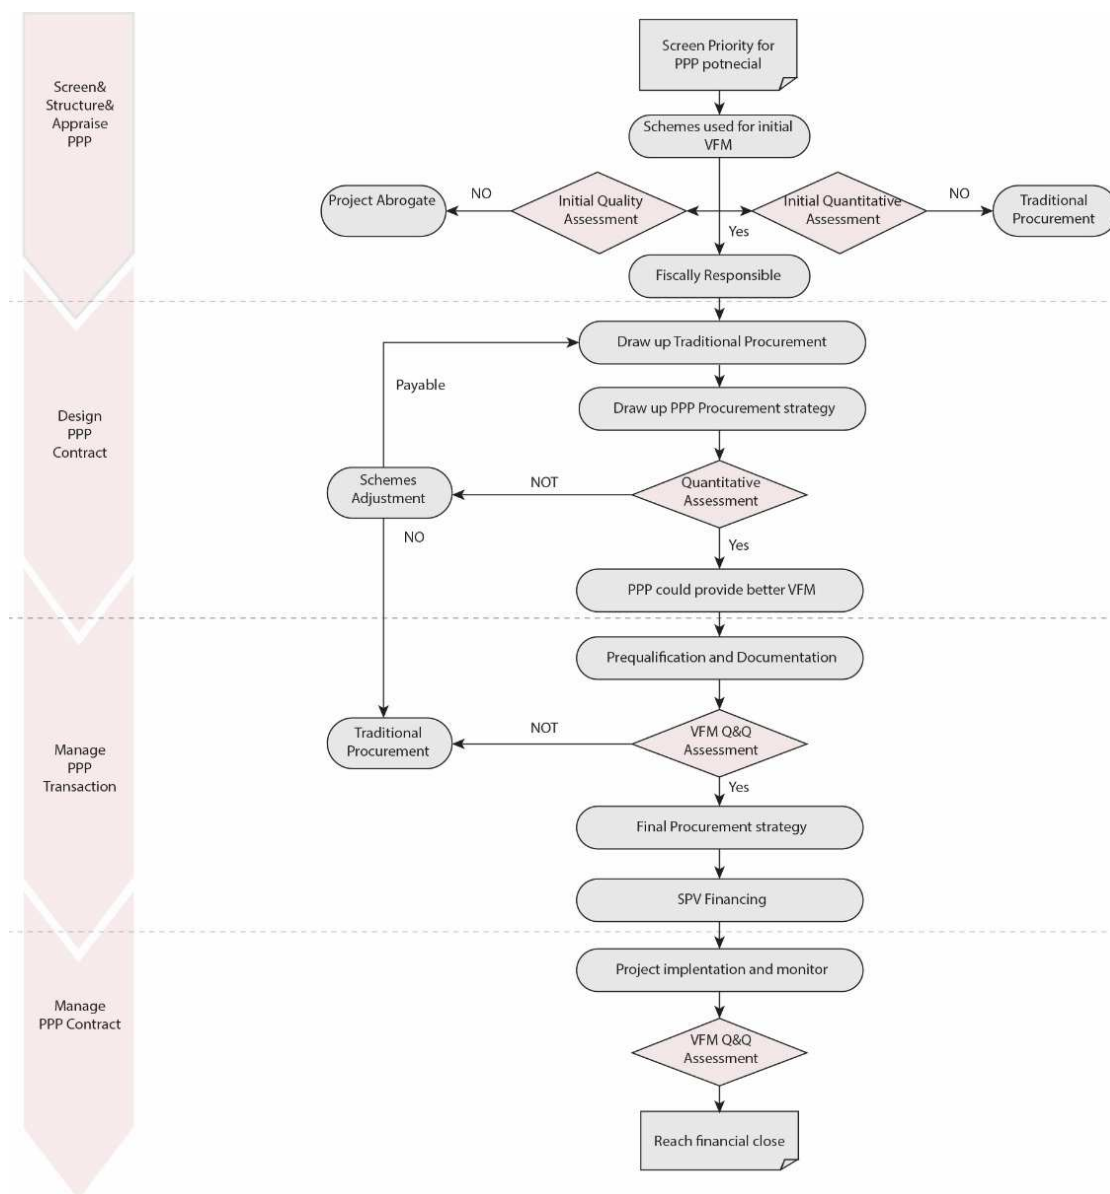 Screen Priority for
PPP potnecial
Screen&
Structure&
Appraise
PPP
Schemes used for initial
VFM
Project Abrogate
NO
Initial Quality
Assessment
Initial Quantitative
Assessment
NO
Traditional
Procurement
Yes
Fiscally Responsible
Draw up Traditional Procurement
Payable
Draw up PPP Procurement strategy
Design
PPP
Contract
Schemes
Adjustment
NOT
Quantitative
Assessment
NO
Yes
PPP could provide better VFM
Prequalification and Documentation
Manage
PPP
Transaction
Traditional
Procurement
NOT
VFM Q&Q
Assessment
Yes
Final Procurement strategy
SPV Financing
Project implentation and monitor
Manage
PPP Contract
VFM Q&Q
Assessment
Reach financial close